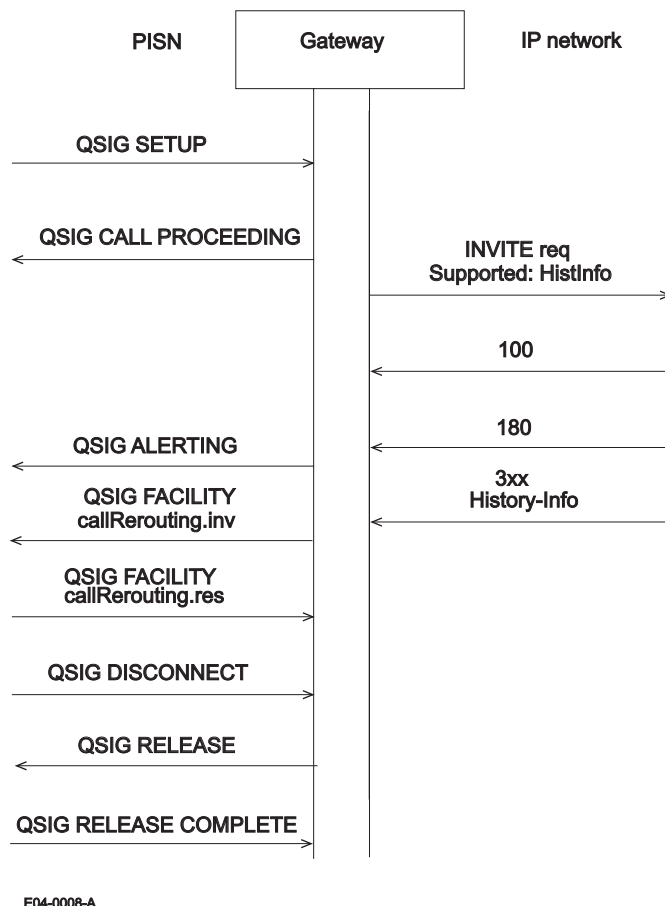 PISN
Gateway
IP network
QSIG SETUP
QSIG CALL PROCEEDING
INVITE req
Supported: HistInfo
100
180
QSIG ALERTING
3xx
History-Info
QSIG FACILITY
callRerouting.inv
QSIG FACILITY
callRerouting.res
QSIG DISCONNECT
QSIG RELEASE
QSIG RELEASE COMPLETE
E04-0008-A